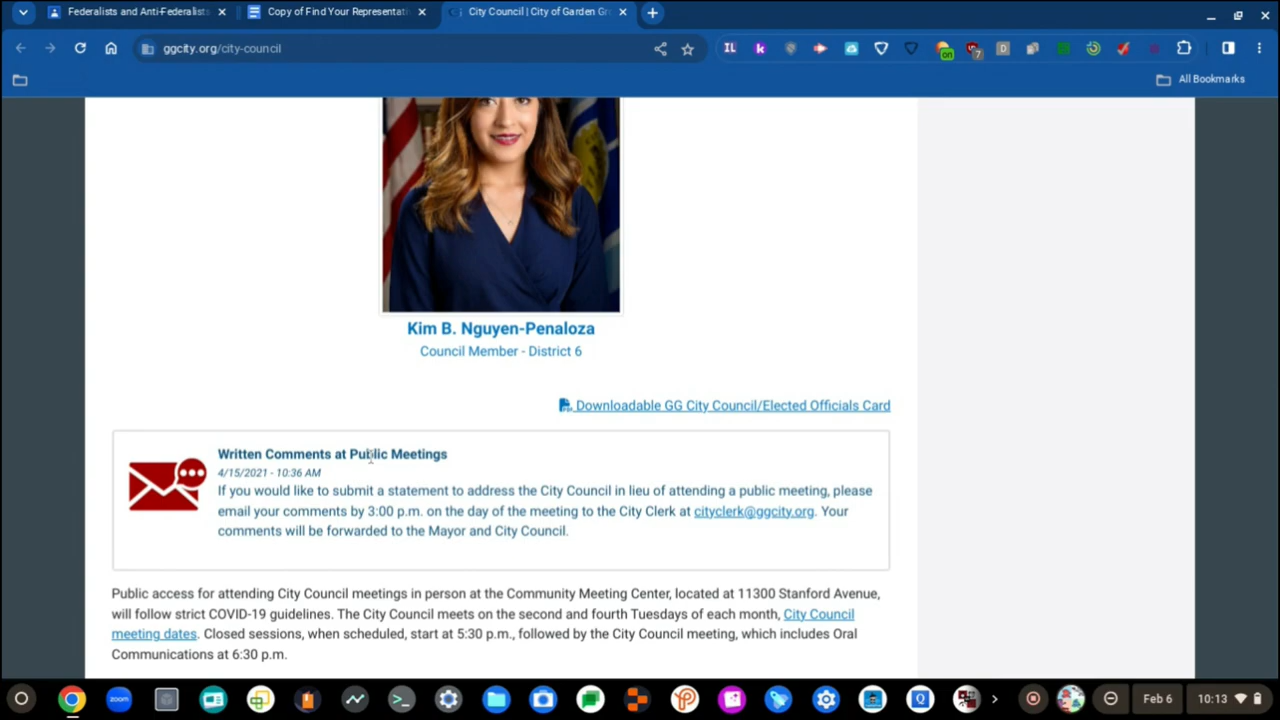 Federalists and Anti-Federalists
Copy of Find Your Representati
City Council | City of Garden Gr
ggcity.org/city-council
IL
k
on
7
D
All Bookmarks
Kim B. Nguyen-Penaloza
Council Member - District 6
Downloadable GG City Council/Elected Officials Card
Written Comments at Public Meetings
4/15/2021 - 10:36 AM
If you would like to submit a statement to address the City Council in lieu of attending a public meeting, please
email your comments by 3:00 p.m. on the day of the meeting to the City Clerk at cityclerk@ggcity.org. Your
comments will be forwarded to the Mayor and City Council.
Public access for attending City Council meetings in person at the Community Meeting Center, located at 11300 Stanford Avenue,
will follow strict COVID-19 guidelines. The City Council meets on the second and fourth Tuesdays of each month, City Council
meeting dates. Closed sessions, when scheduled, start at 5:30 p.m., followed by the City Council meeting, which includes Oral
Communications at 6:30 p.m.
zoom
Q
Feb 6
10:13